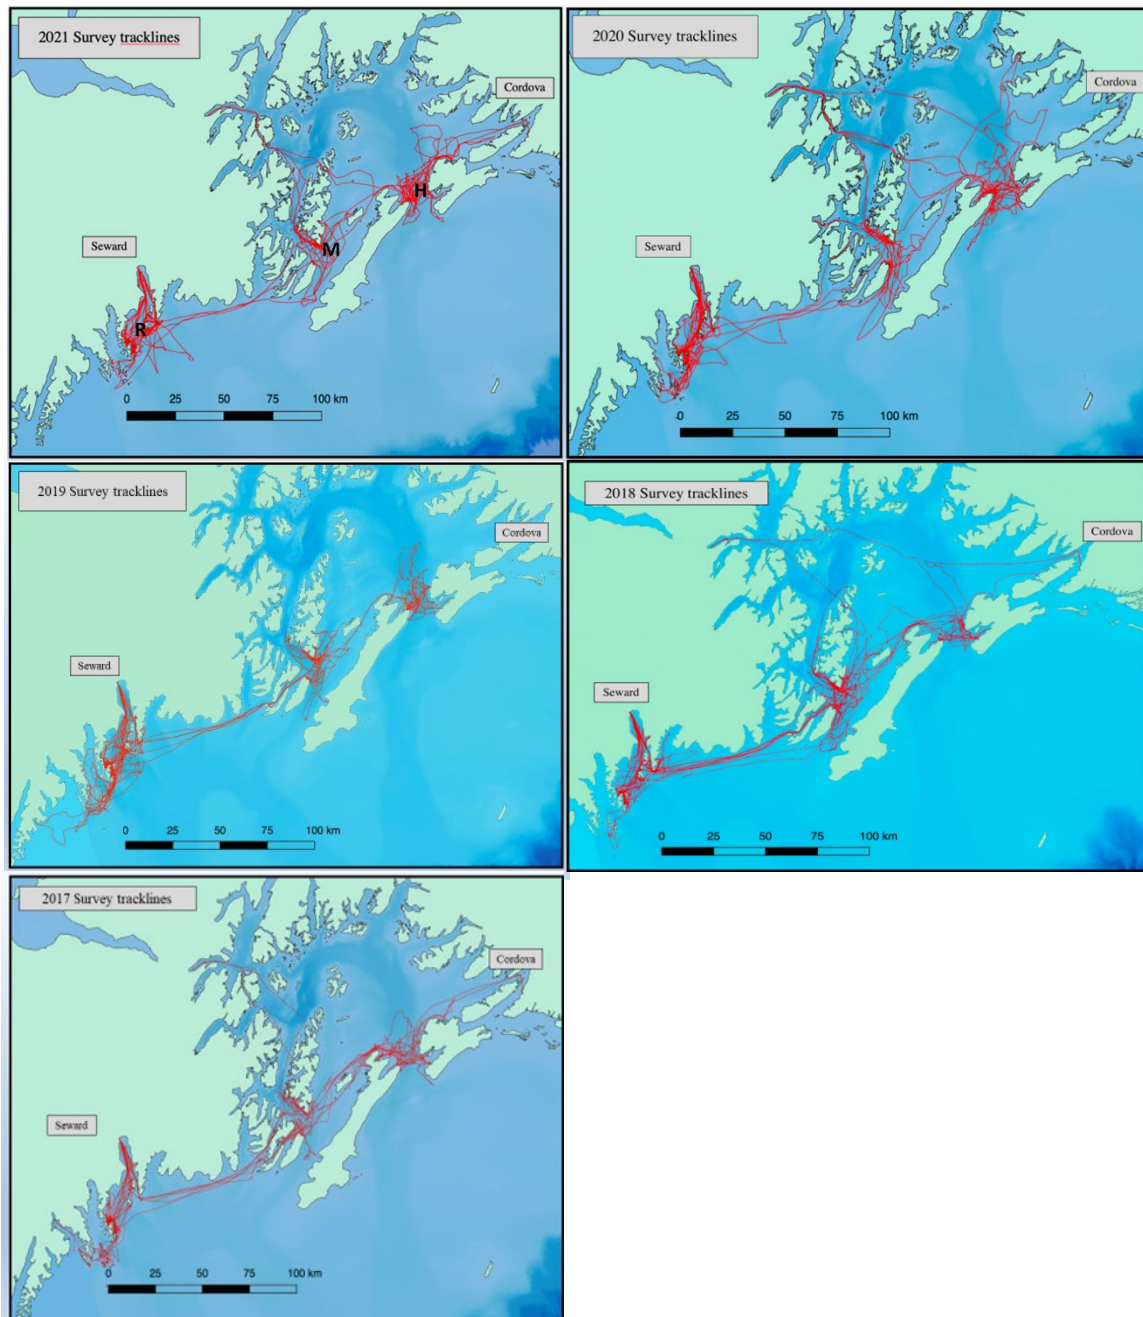 2021 Survey tracklines
Cordova
H
M
Seward
R
0 25 50 75 100 km
2020 Survey tracklines
Cordova
Seward
0 25 50 75 100 km
2019 Survey tracklines
Cordova
Seward
0 25 50 75 100 km
2018 Survey tracklines
Cordova
Seward
0 25 50 75 100 km
2017 Survey tracklines
Cordova
Seward
0 25 50 75 100 km